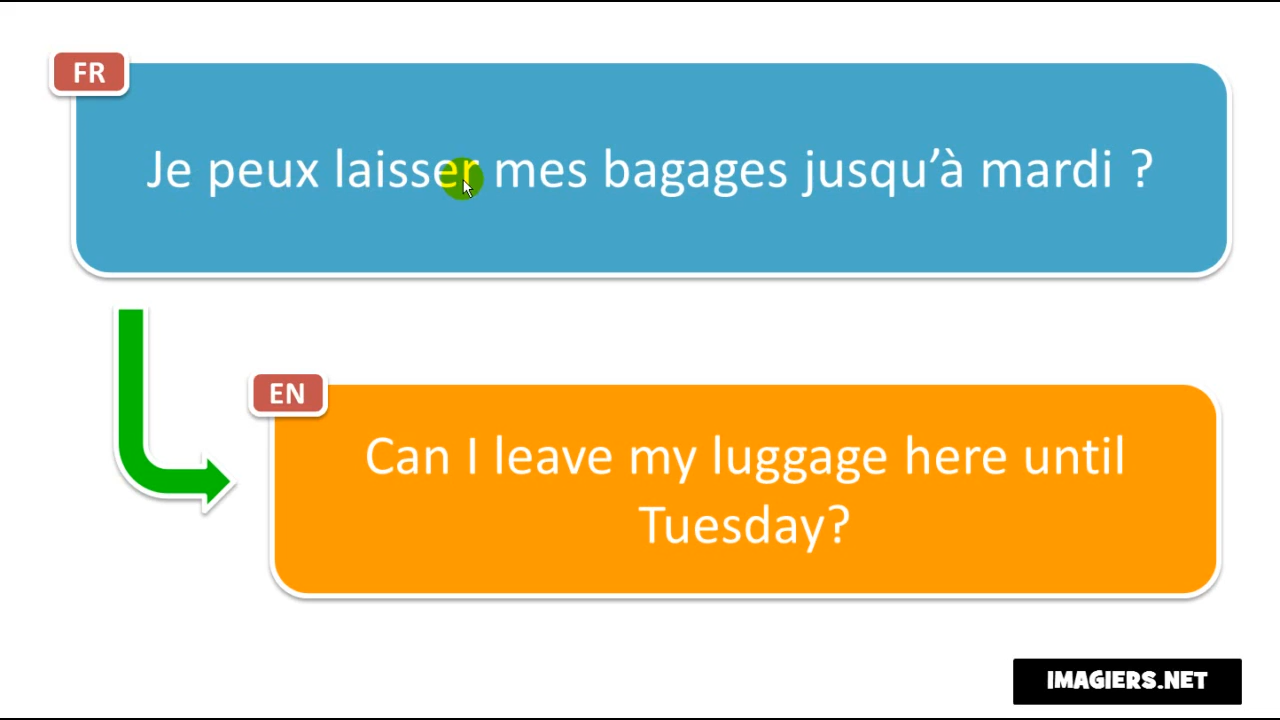 FR
Je peux laisser mes bagages jusqu’à mardi ?
EN
Can I leave my luggage here until
Tuesday?
IMAGIERS.NET